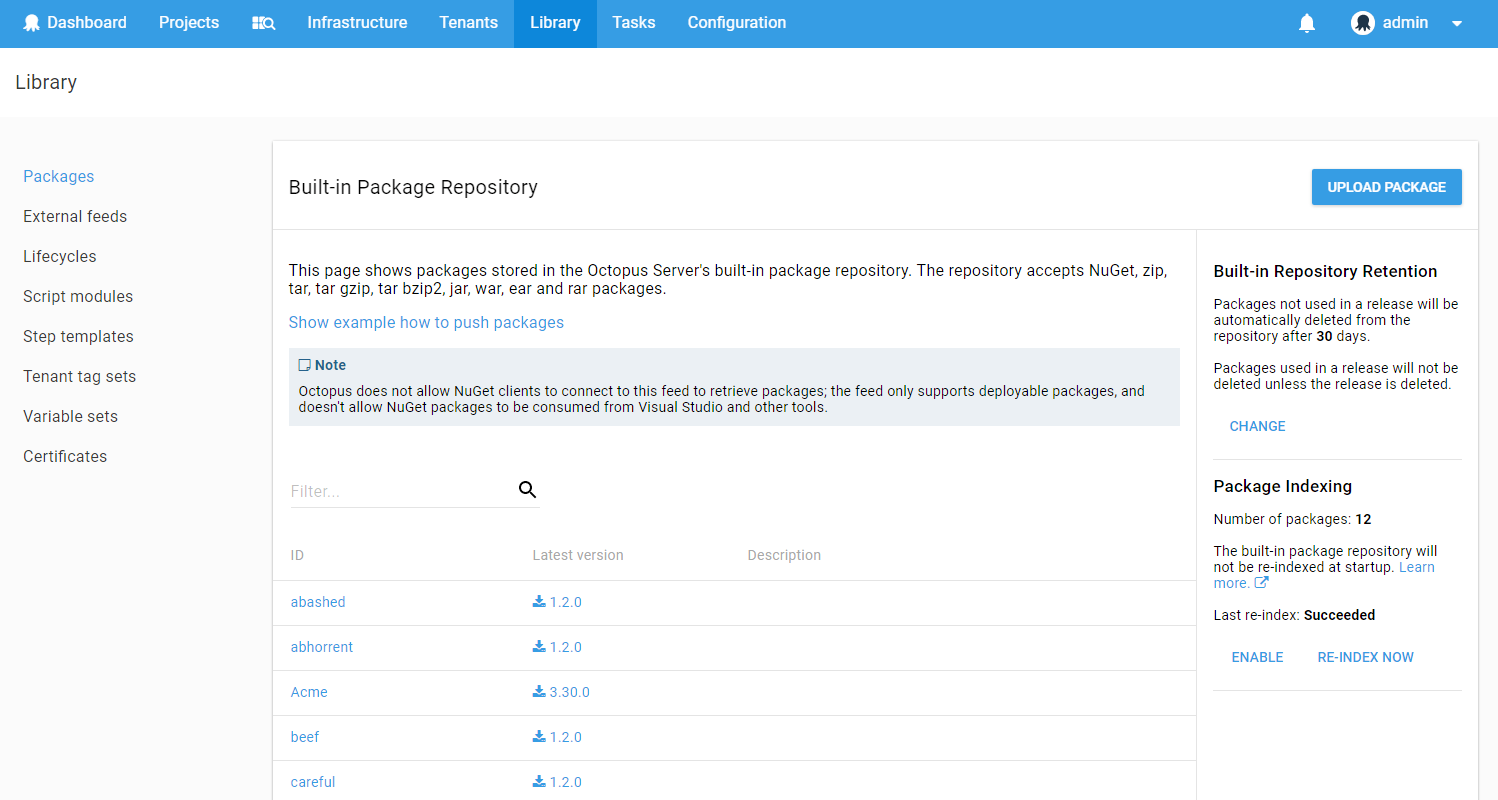 Dashboard Projects Infrastructure Tenants Library Tasks Configuration admin
Library
Packages
External feeds
Lifecycles
Script modules
Step templates
Tenant tag sets
Variable sets
Certificates
Built-in Package Repository
UPLOAD PACKAGE
This page shows packages stored in the Octopus Server's built-in package repository. The repository accepts NuGet, zip,
tar, tar gzip, tar bzip2, jar, war, ear and rar packages.
Show example how to push packages
Note
Octopus does not allow NuGet clients to connect to this feed to retrieve packages; the feed only supports deployable packages, and
doesn't allow NuGet packages to be consumed from Visual Studio and other tools.
Filter...
ID Latest version Description
abashed 1.2.0
abhorrent 1.2.0
Acme 3.30.0
beef 1.2.0
careful 1.2.0
Built-in Repository Retention
Packages not used in a release will be
automatically deleted from the
repository after 30 days.
Packages used in a release will not be
deleted unless the release is deleted.
CHANGE
Package Indexing
Number of packages: 12
The built-in package repository will
not be re-indexed at startup. Learn
more.
Last re-index: Succeeded
ENABLE RE-INDEX NOW